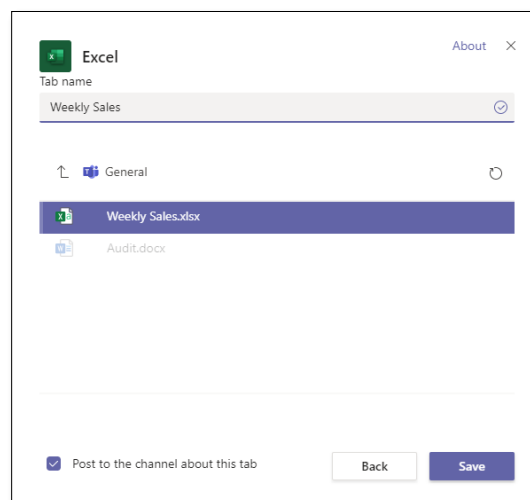 Excel
About
Tab name
Weekly Sales
General
Weekly Sales.xlsx
Audit.docx
Post to the channel about this tab
Back
Save